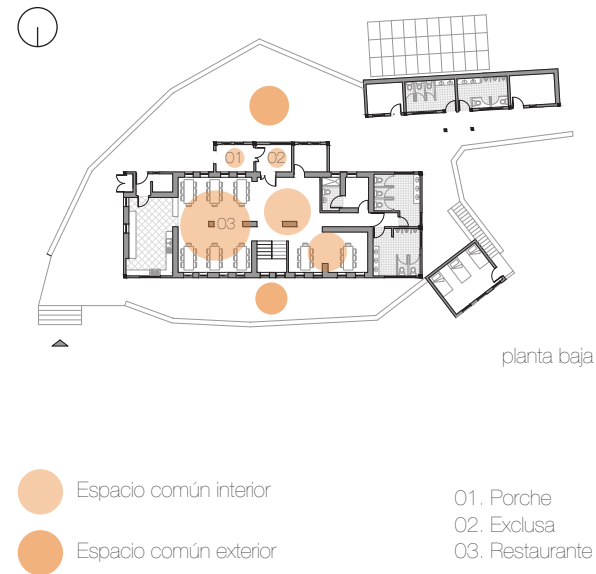 01
02
03
planta baja
Espacio común interior
Espacio común exterior
01. Porche
02. Exclusa
03. Restaurante